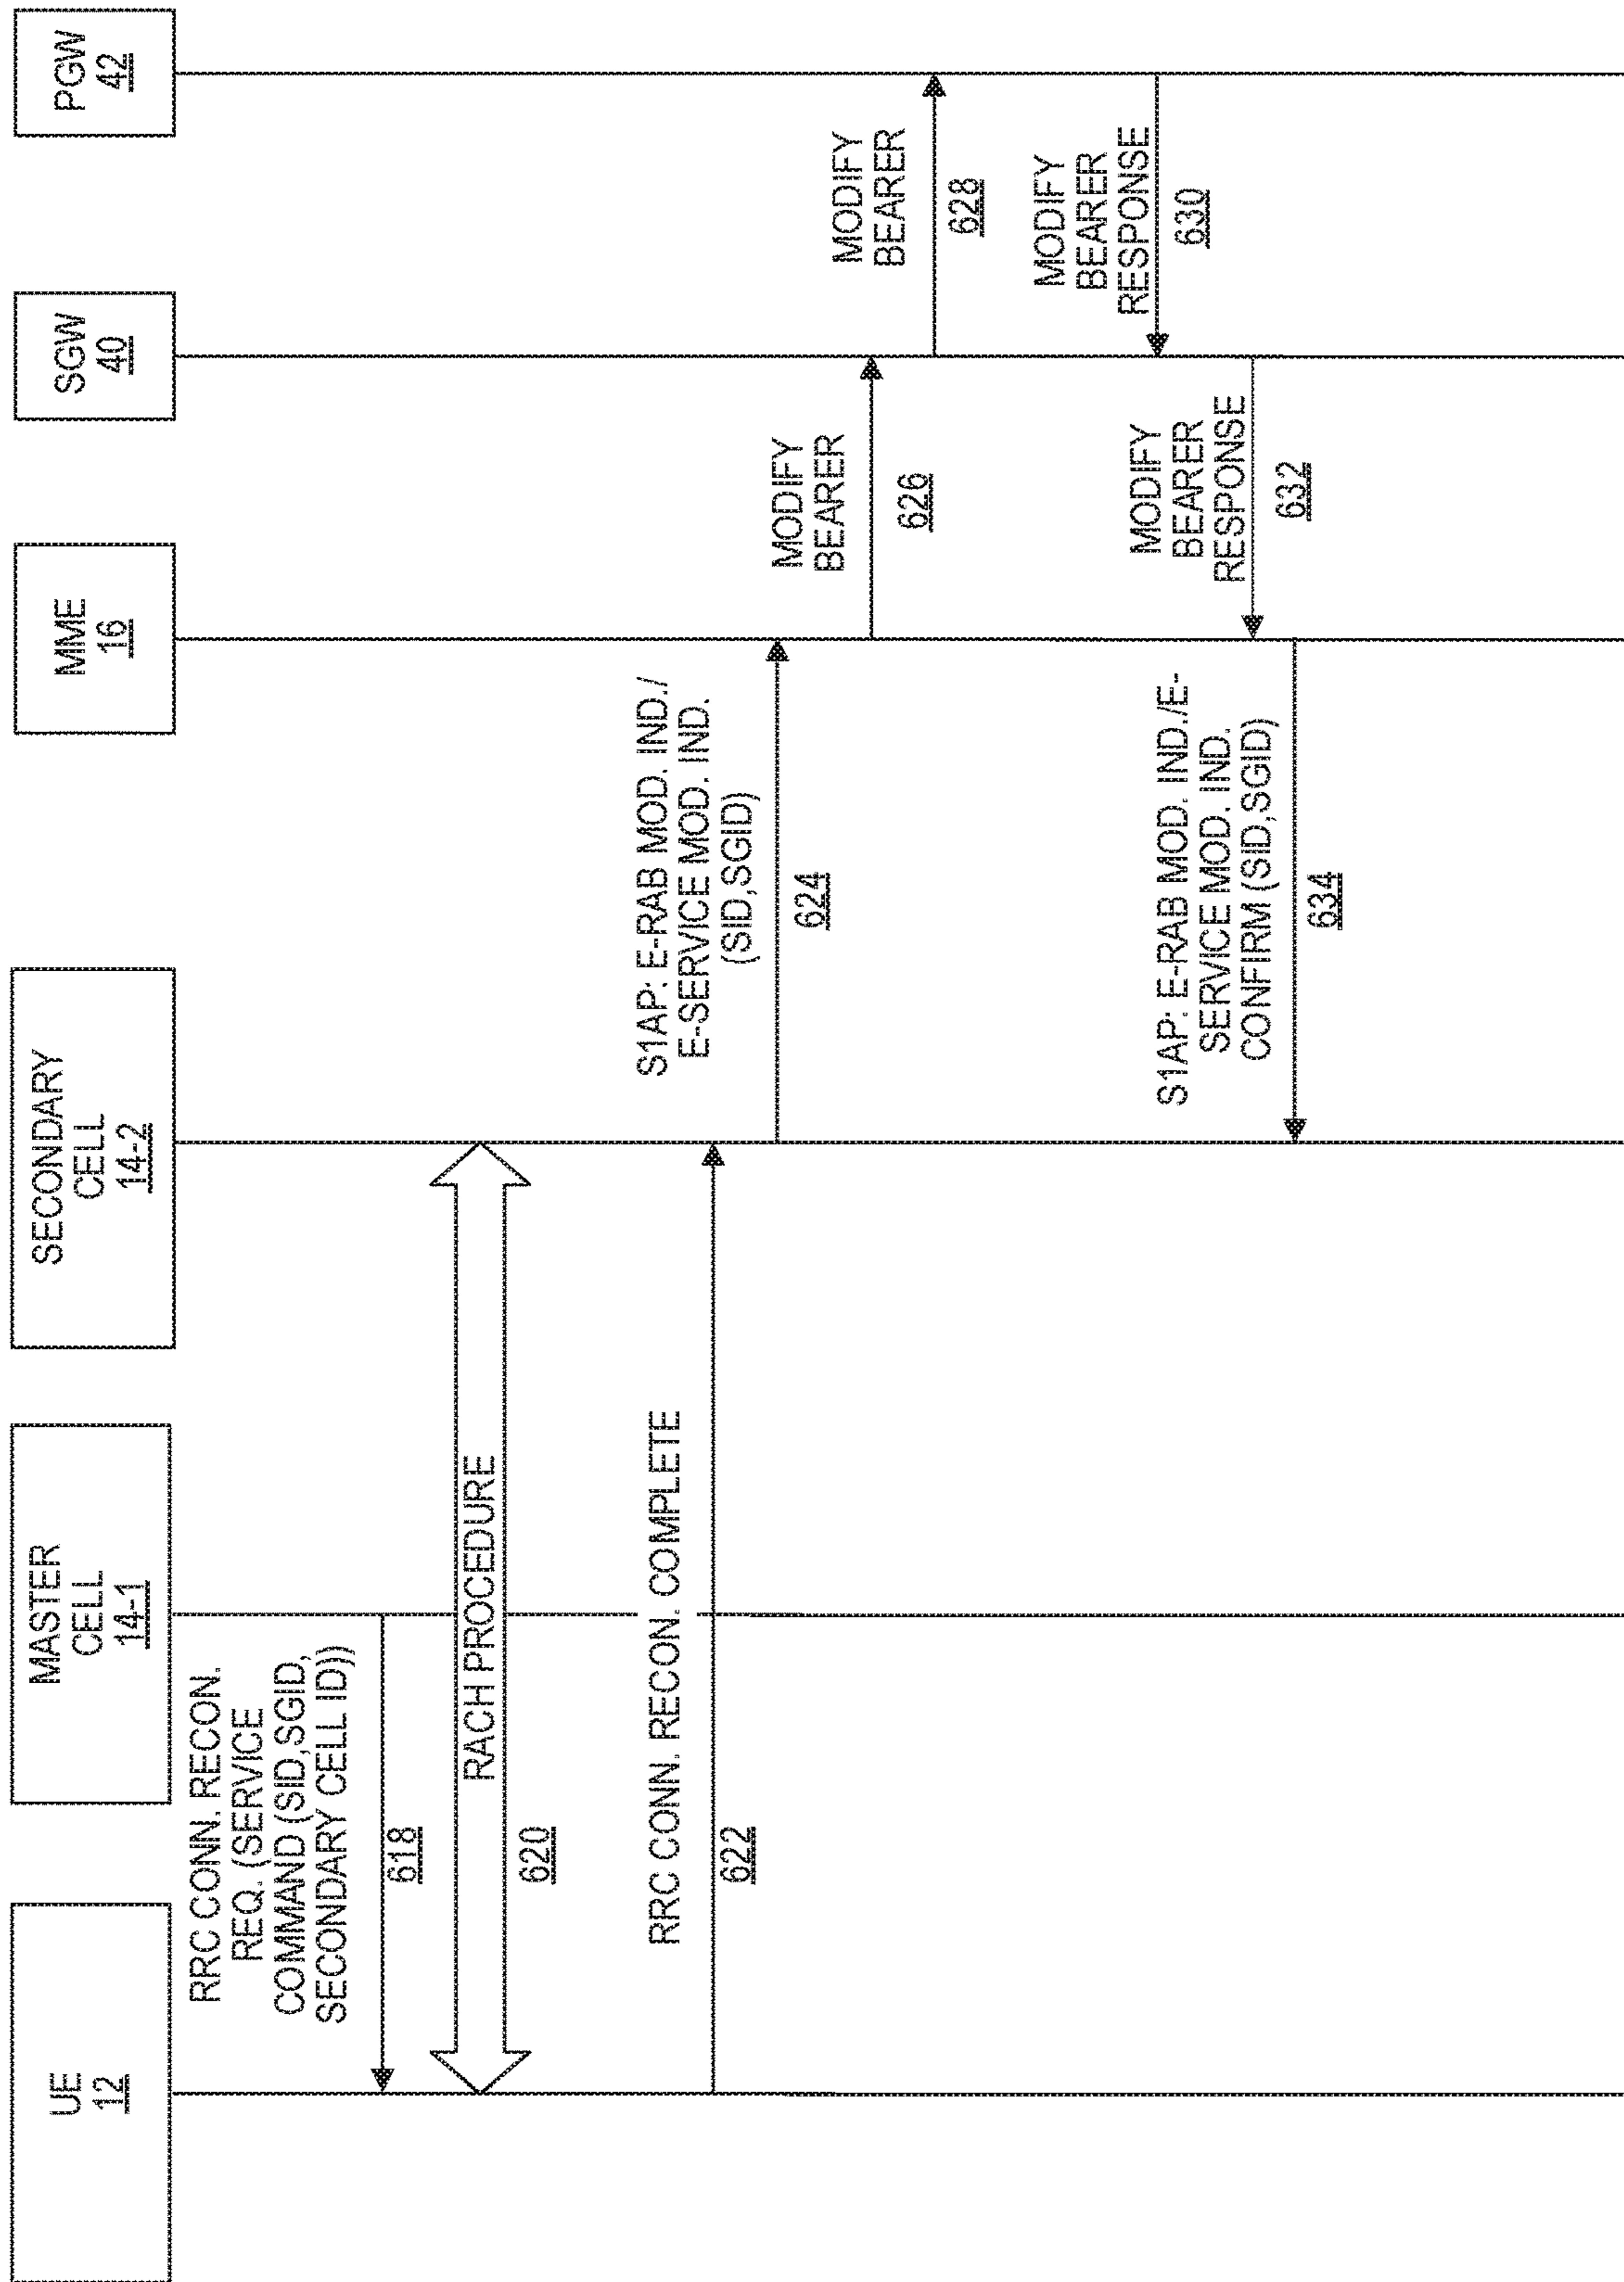 UE
12
MASTER
CELL
14-1
SECONDARY
CELL
14-2
MME
16
SGW
40
PGW
42
RRC CONN. RECON.
REQ. (SERVICE
COMMAND (SID,SGID,
SECONDARY CELL ID))
618
RACH PROCEDURE
620
RRC CONN. RECON. COMPLETE
622
S1AP: E-RAB MOD. IND./
E-SERVICE MOD. IND.
(SID,SGID)
624
MODIFY
BEARER
626
MODIFY
BEARER
628
MODIFY
BEARER
RESPONSE
630
MODIFY
BEARER
RESPONSE
632
S1AP: E-RAB MOD. IND./E-
SERVICE MOD. IND.
CONFIRM (SID,SGID)
634